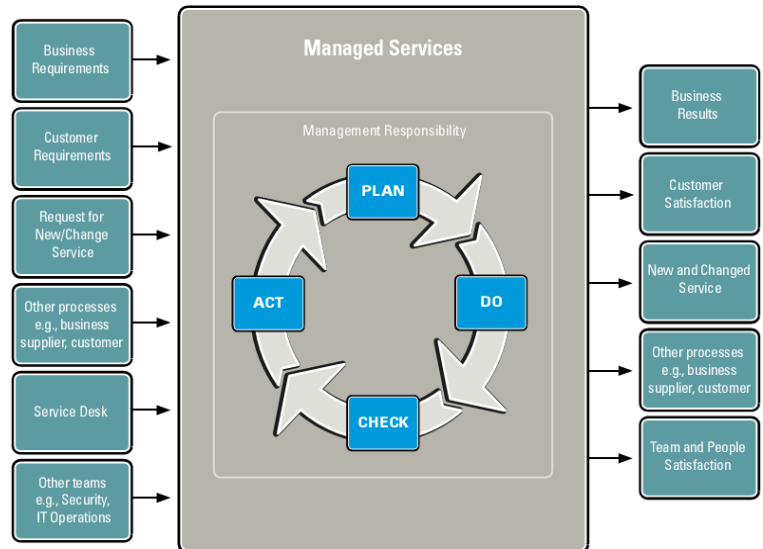 Managed Services
Management Responsibility
Business
Requirements
Customer
Requirements
Request for
New/Change
Service
Other processes
e.g., business
supplier, customer
Service Desk
Other teams
e.g., Security,
IT Operations
PLAN
DO
CHECK
ACT
Business
Results
Customer
Satisfaction
New and Changed
Service
Other processes
e.g., business
supplier, customer
Team and People
Satisfaction